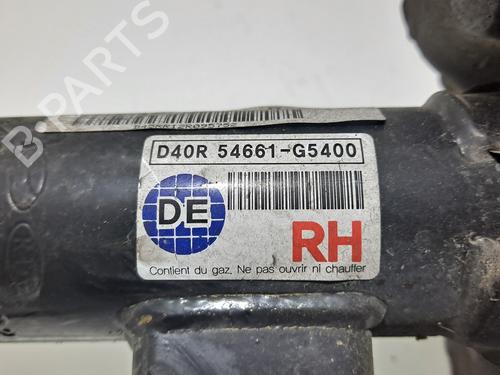 D40R 54661-G5400
DE
RH
Contient du gaz. Ne pas ouvrir ni chauffer
B-PARTS